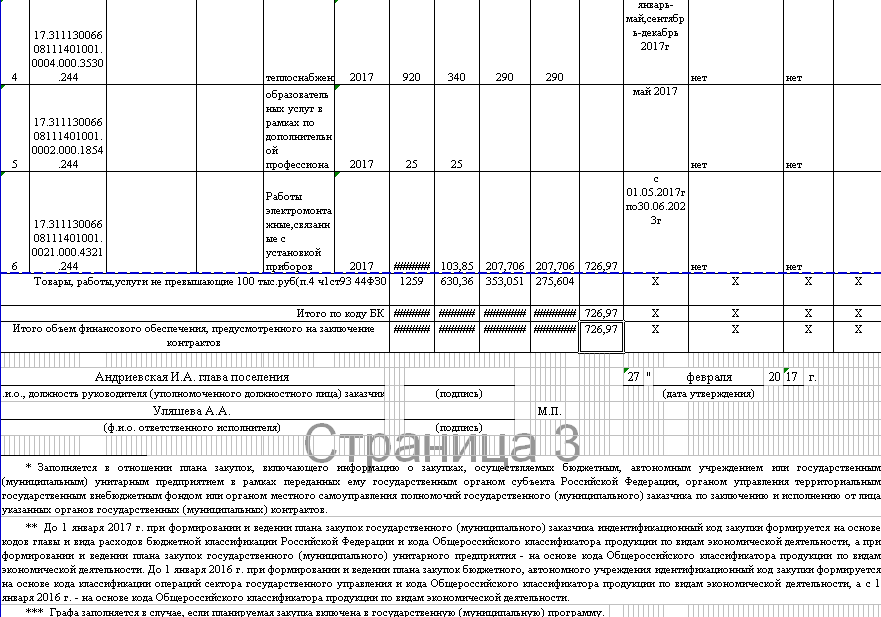 январь-
май,сентябр
ь-декабрь
2017г
4 17.311130066 08111401001. 0004.000.3530 .244 теплоснабжен 2017 920 340 290 290 нет нет
май 2017
5 17.311130066 08111401001. 0002.000.1854 .244 образователь ных услуг в рамках по дополнительн ой профессиона 2017 25 25 нет нет
с
01.05.2017г
по30.06.202
3г
6 17.311130066 08111401001. 0021.000.4321 .244 Работы электромонта жные,связанн ые с установкой приборов 2017 ###### 103,85 207,706 207,706 726,97 нет нет
Товары, работы,услуги не превышающие 100 тыс.руб(п.4 ч1ст93 44Ф30 1259 630,36 353,051 275,604 X X X X
Итого по коду БК ###### ###### ####### ####### 726,97 X X X X
Итого объем финансового обеспечения, предусмотренного на заключение
контрактов ###### ###### ####### ####### 726,97 X X X X
Андриевская И.А. глава поселения 27 " февраля 20 17 г.
.и.о., должность руководителя (уполномоченного должностного лица) заказчик (подпись) (дата утверждения)
Уляшева А.А. М.П.
(ф.и.о. ответственного исполнителя) (подпись)
Страница 3
* Заполняется в отношении плана закупок, включающего информацию о закупках, осуществляемых бюджетным, автономным учреждением или государственным
(муниципальным) унитарным предприятием в рамках переданных ему государственным органом субъекта Российской Федерации, органом управления территориальным
государственным внебюджетным фондом или органом местного самоуправления полномочий государственного (муниципального) заказчика по заключению и исполнению от лица
указанных органов государственных (муниципальных) контрактов.
** До 1 января 2017 г. при формировании и ведении плана закупок государственного (муниципального) заказчика индентификационный код закупки формируется на основе
кодов главы и вида расходов бюджетной классификации Российской Федерации и кода Общероссийского классификатора продукции по видам экономической деятельности, а при
формировании и ведении плана закупок государственного (муниципального) унитарного предприятия - на основе кода Общероссийского классификатора продукции по видам
экономической деятельности. До 1 января 2016 г. при формировании и ведении плана закупок бюджетного, автономного учреждения идентификационный код закупки формируется
на основе кода классификации операций сектора государственного управления и кода Общероссийского классификатора продукции по видам экономической деятельности, а с 1
января 2016 г. - на основе кода Общероссийского классификатора продукции по видам экономической деятельности.
*** Графа заполняется в случае, если планируемая закупка включена в государственную (муниципальную) программу.